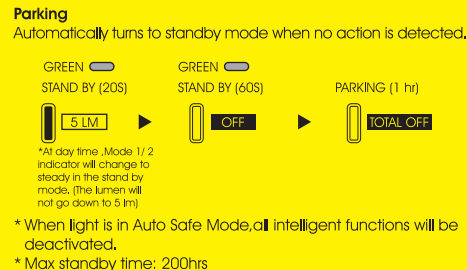 Parking
Automatically turns to standby mode when no action is detected.
GREEN GREEN
STAND BY (20S) STAND BY (60S) PARKING (1 hr)
5 LM OFF TOTAL OFF
*At day time ,Mode 1/ 2
indicator will change to
steady in the stand by
mode. (The lumen will
not go down to 5 lm)
* When light is in Auto Safe Mode,all intelligent functions will be
deactivated.
* Max standby time: 200hrs